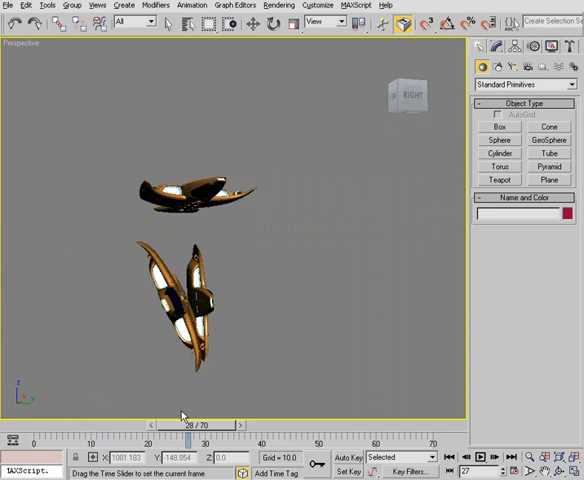 File Edit Tools Group Views Create Modifiers Animation Graph Editors Rendering Customize MAXScript Help
All View 3 Create Selection Se
Perspective
RIGHT
Standard Primitives
- Object Type
AutoGrid
Box Cone
Sphere GeoSphere
Cylinder Tube
Torus Pyramid
Teapot Plane
- Name and Color
z
y
< 28 / 70 >
0 10 20 30 40 50 60 70
X: 1081.183 Y: -148.854 Z: 0.0 Grid = 10.0 Auto Key Selected
1AXScript. Drag the Time Slider to set the current frame Add Time Tag Set Key Key Filters... 27